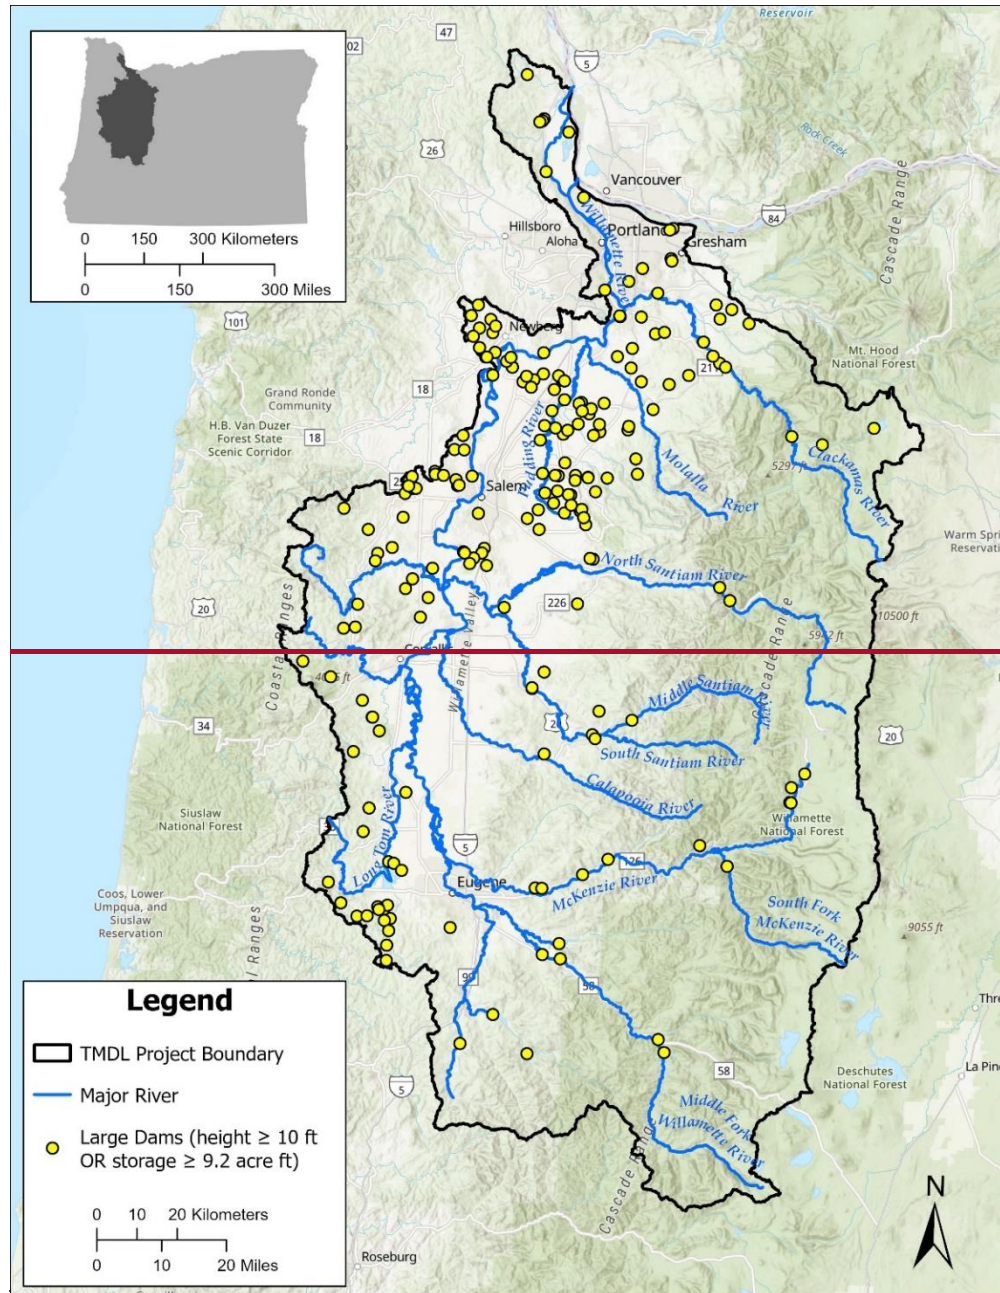 Reservoir
47
02
5
26
Rock Creek
Vancouver
0 150 300 Kilometers
0 150 300 Miles
84
Cascade Range
Hillsboro
Aloha
Portland
Gresham
Willamette River
101
Newberg
Mt. Hood
National Forest
211
Grand Ronde
Community
18
H.B. Van Duzer
Forest State
Scenic Corridor
18
Pudding River
Molalla River
5297 ft
Clackamas River
Salem
Warm Spri
Reservatio
North Santiam River
20
226
10500 ft
5942 ft
Coastal Ranges
Willamette Valley
Cascade Range
Middle Santiam River
34
20
South Santiam River
Calapooia River
Siuslaw
National Forest
Willamette
National Forest
Long Tom River
5
126
Eugene
McKenzie River
Coos, Lower
Umpqua, and
Siuslaw
Reservation
South Fork
McKenzie River
9055 ft
l Ranges
99
58
Legend
TMDL Project Boundary
Major River
Large Dams (height ≥ 10 ft
OR storage ≥ 9.2 acre ft)
0 10 20 Kilometers
0 10 20 Miles
Thre
La Pine
58
Deschutes
National Forest
5
Middle Fork
Willamette River
Cascade Range
N
Roseburg